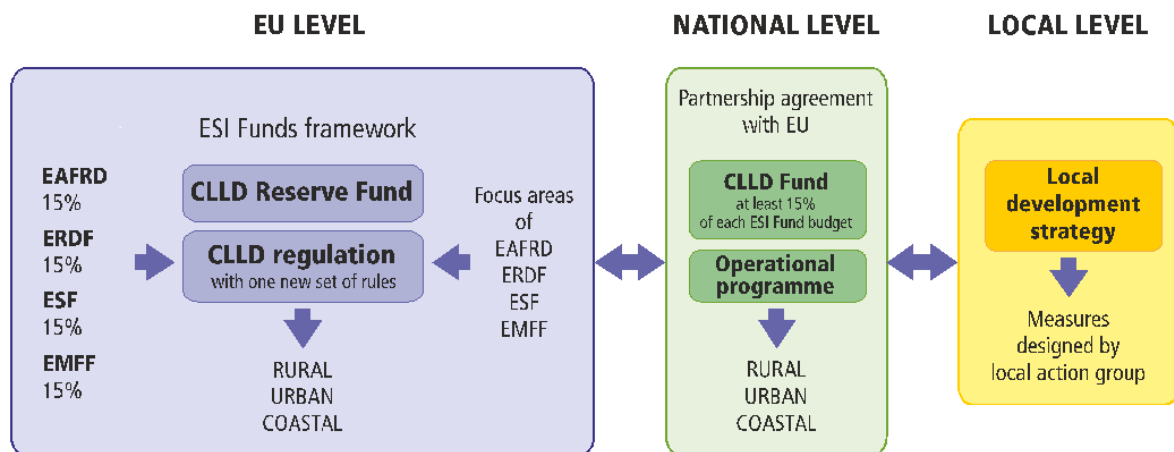 EU LEVEL
ESI Funds framework
EAFRD
15%
ERDF
15%
ESF
15%
EMFF
15%
CLLD Reserve Fund
CLLD regulation
with one new set of rules
RURAL
URBAN
COASTAL
Focus areas
of
EAFRD
ERDF
ESF
EMFF
NATIONAL LEVEL
Partnership agreement
with EU
CLLD Fund
at least 15%
of each ESI Fund budget
Operational
programme
RURAL
URBAN
COASTAL
LOCAL LEVEL
Local
development
strategy
Measures
designed by
local action group